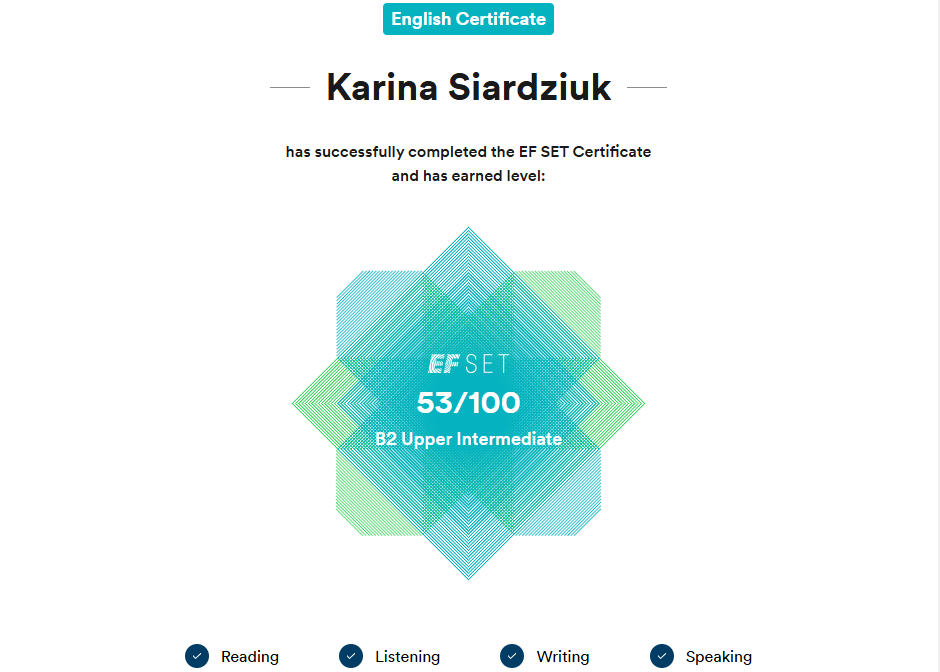 English Certificate
Karina Siardziuk
has successfully completed the EF SET Certificate
and has earned level:
EF SET
53/100
B2 Upper Intermediate
Reading Listening Writing Speaking